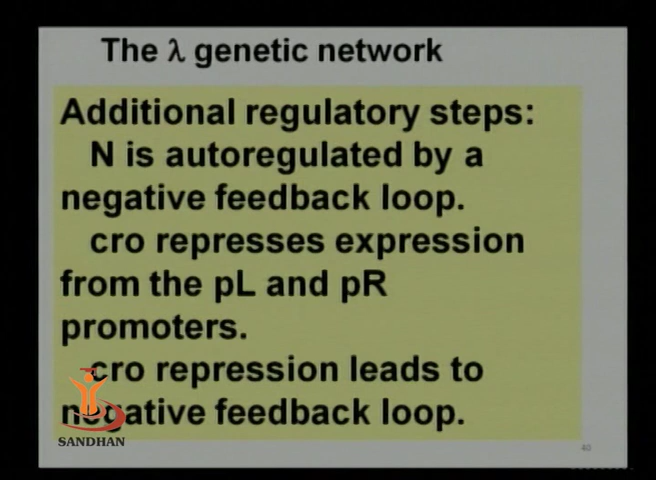 The λ genetic network
Additional regulatory steps:
N is autoregulated by a
negative feedback loop.
cro represses expression
from the pL and pR
promoters.
cro repression leads to
negative feedback loop.
SANDHAN
40